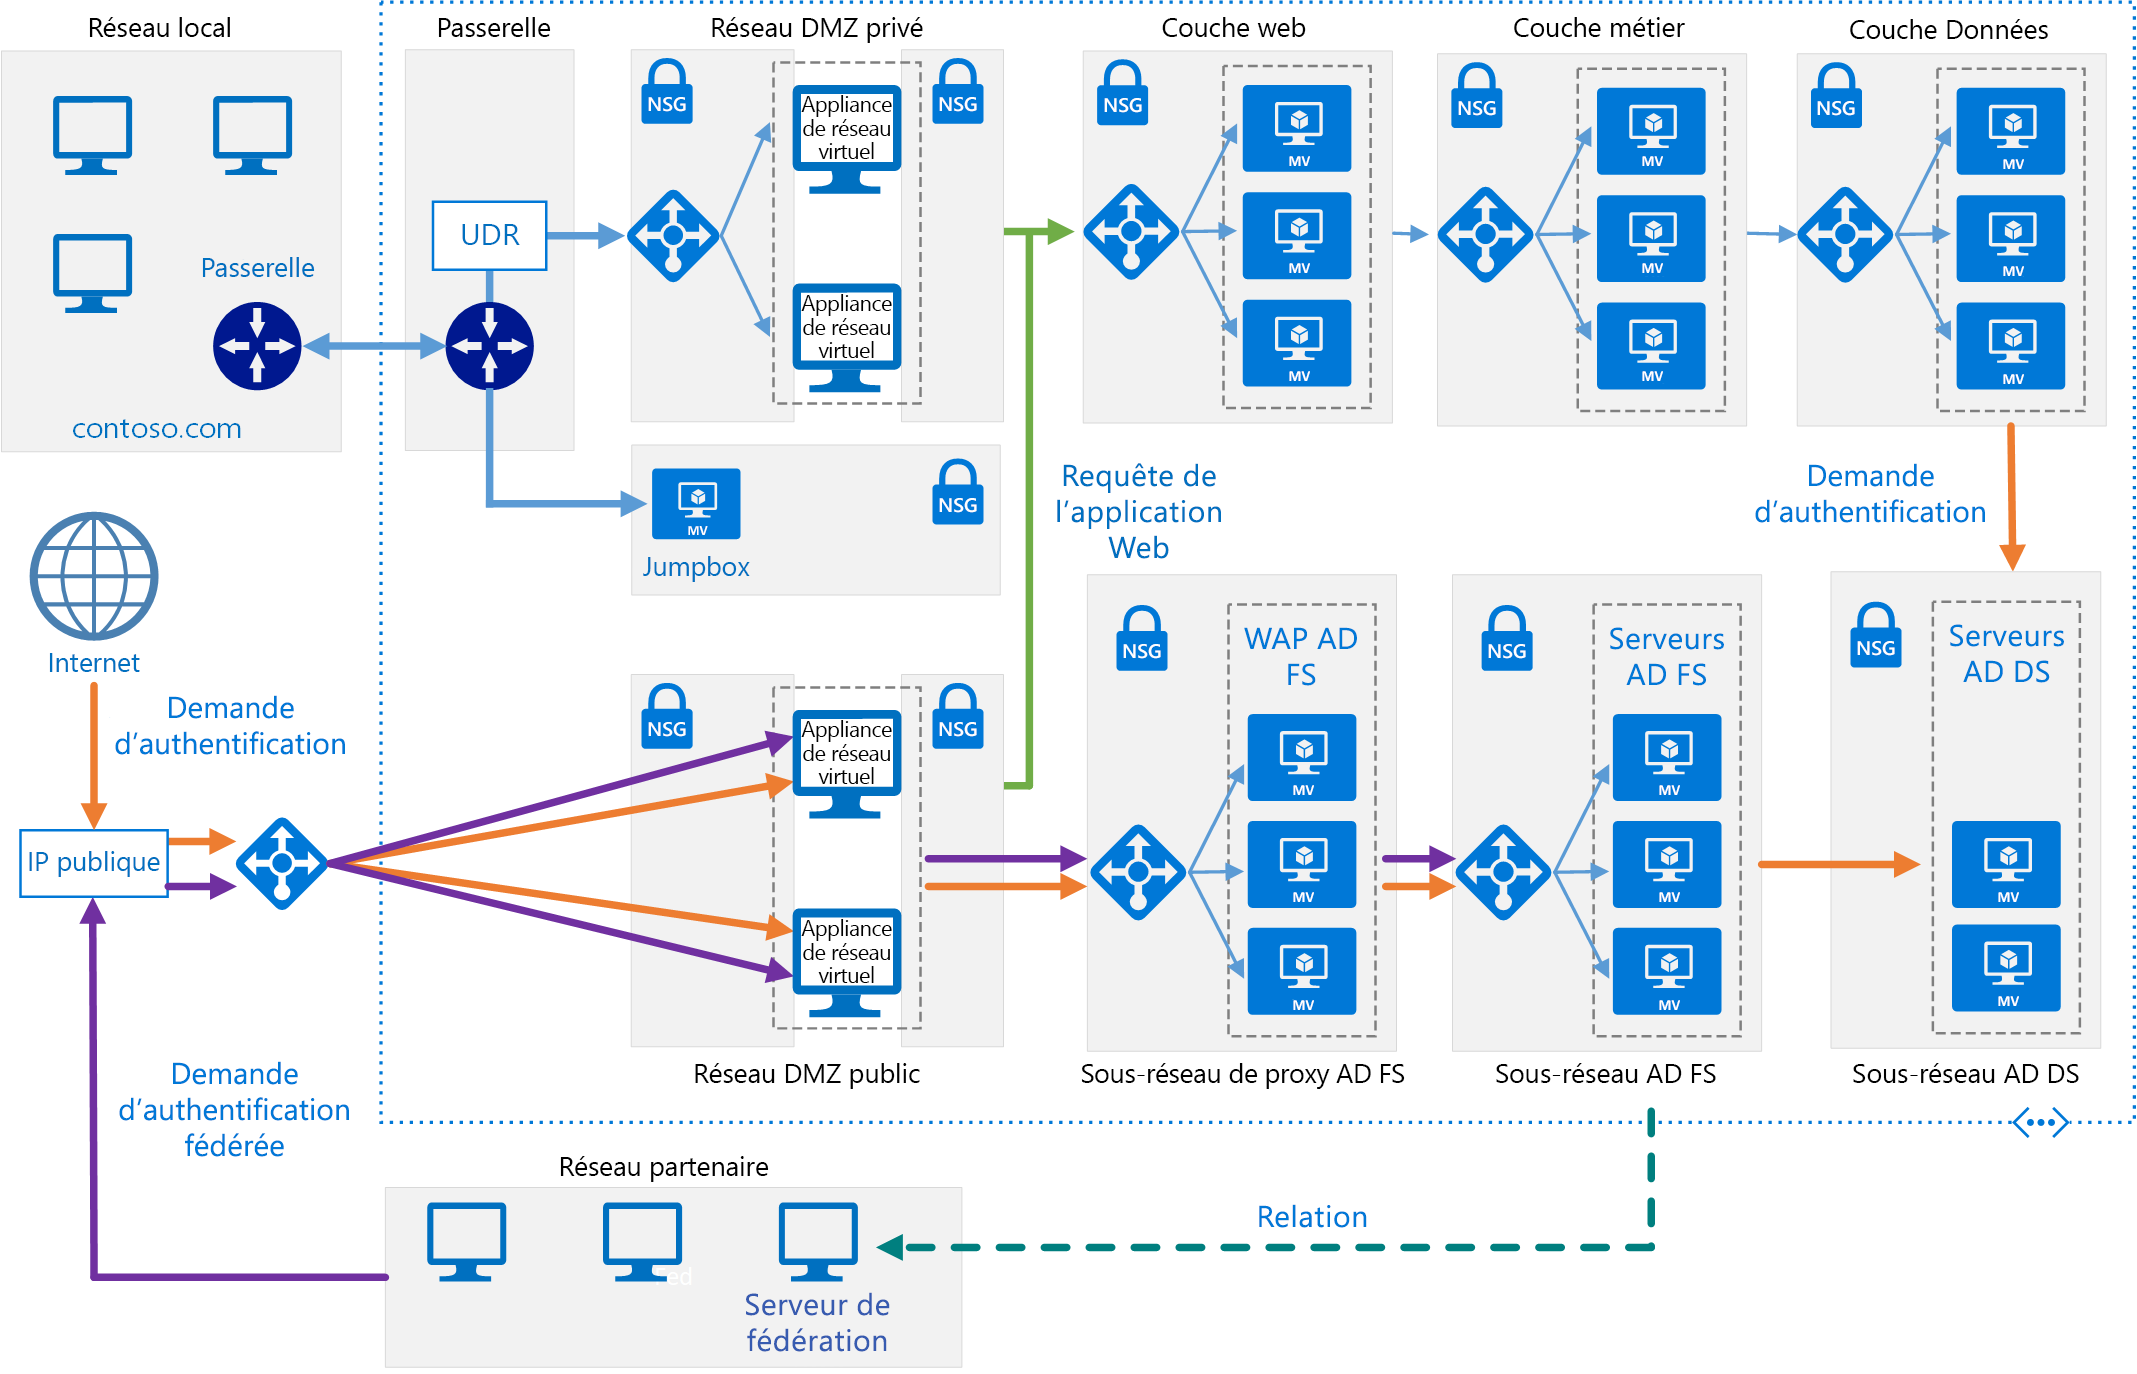 Réseau local
Passerelle
Réseau DMZ privé
Couche web
Couche métier
Couche Données
Passerelle
contoso.com
UDR
NSG
Appliance
de réseau
virtuel
Appliance
de réseau
virtuel
NSG
NSG
MV
MV
MV
NSG
MV
MV
MV
NSG
MV
MV
MV
MV
Jumpbox
NSG
Requête de
l’application
Web
Demande
d’authentification
Internet
Demande
d’authentification
IP publique
NSG
Appliance
de réseau
virtuel
Appliance
de réseau
virtuel
NSG
Réseau DMZ public
NSG
WAP AD
FS
MV
MV
MV
Sous-réseau de proxy AD FS
NSG
Serveurs
AD FS
MV
MV
MV
Sous-réseau AD FS
NSG
Serveurs
AD DS
MV
MV
Sous-réseau AD DS
Demande
d’authentification
fédérée
Réseau partenaire
Fed
Serveur de
fédération
Relation